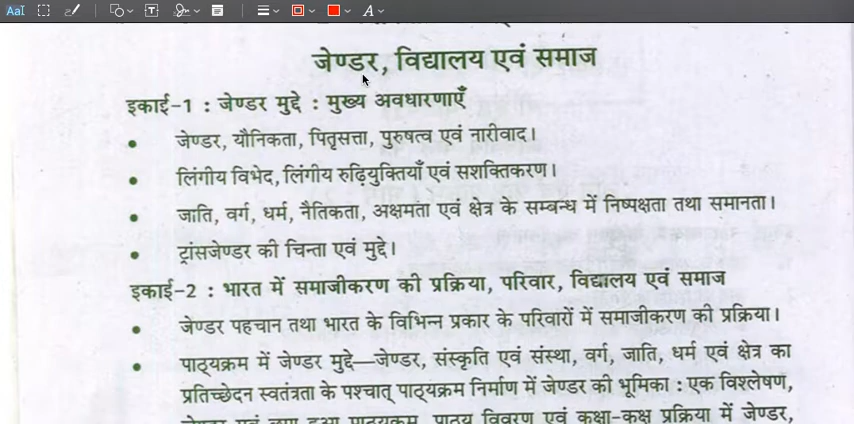 जेण्डर, विद्यालय एवं समाज
इकाई-1 : जेण्डर मुद्दे : मुख्य अवधारणाएँ
• जेण्डर, यौनिकता, पितृसत्ता, पुरुषत्व एवं नारीवाद।
• लिंगीय विभेद, लिंगीय रुढ़ियुक्तियाँ एवं सशक्तिकरण।
• जाति, वर्ग, धर्म, नैतिकता, अक्षमता एवं क्षेत्र के सम्बन्ध में निष्पक्षता तथा समानता।
• ट्रांसजेण्डर की चिन्ता एवं मुद्दे।
इकाई-2 : भारत में समाजीकरण की प्रक्रिया, परिवार, विद्यालय एवं समाज
• जेण्डर पहचान तथा भारत के विभिन्न प्रकार के परिवारों में समाजीकरण की प्रक्रिया।
• पाठ्यक्रम में जेण्डर मुद्दे—जेण्डर, संस्कृति एवं संस्था, वर्ग, जाति, धर्म एवं क्षेत्र का
प्रतिच्छेदन स्वतंत्रता के पश्चात् पाठ्यक्रम निर्माण में जेण्डर की भूमिका : एक विश्लेषण,
पाठ्यक्रम, पाठ्य विवरण एवं कक्षा-कक्ष प्रक्रिया में जेण्डर,